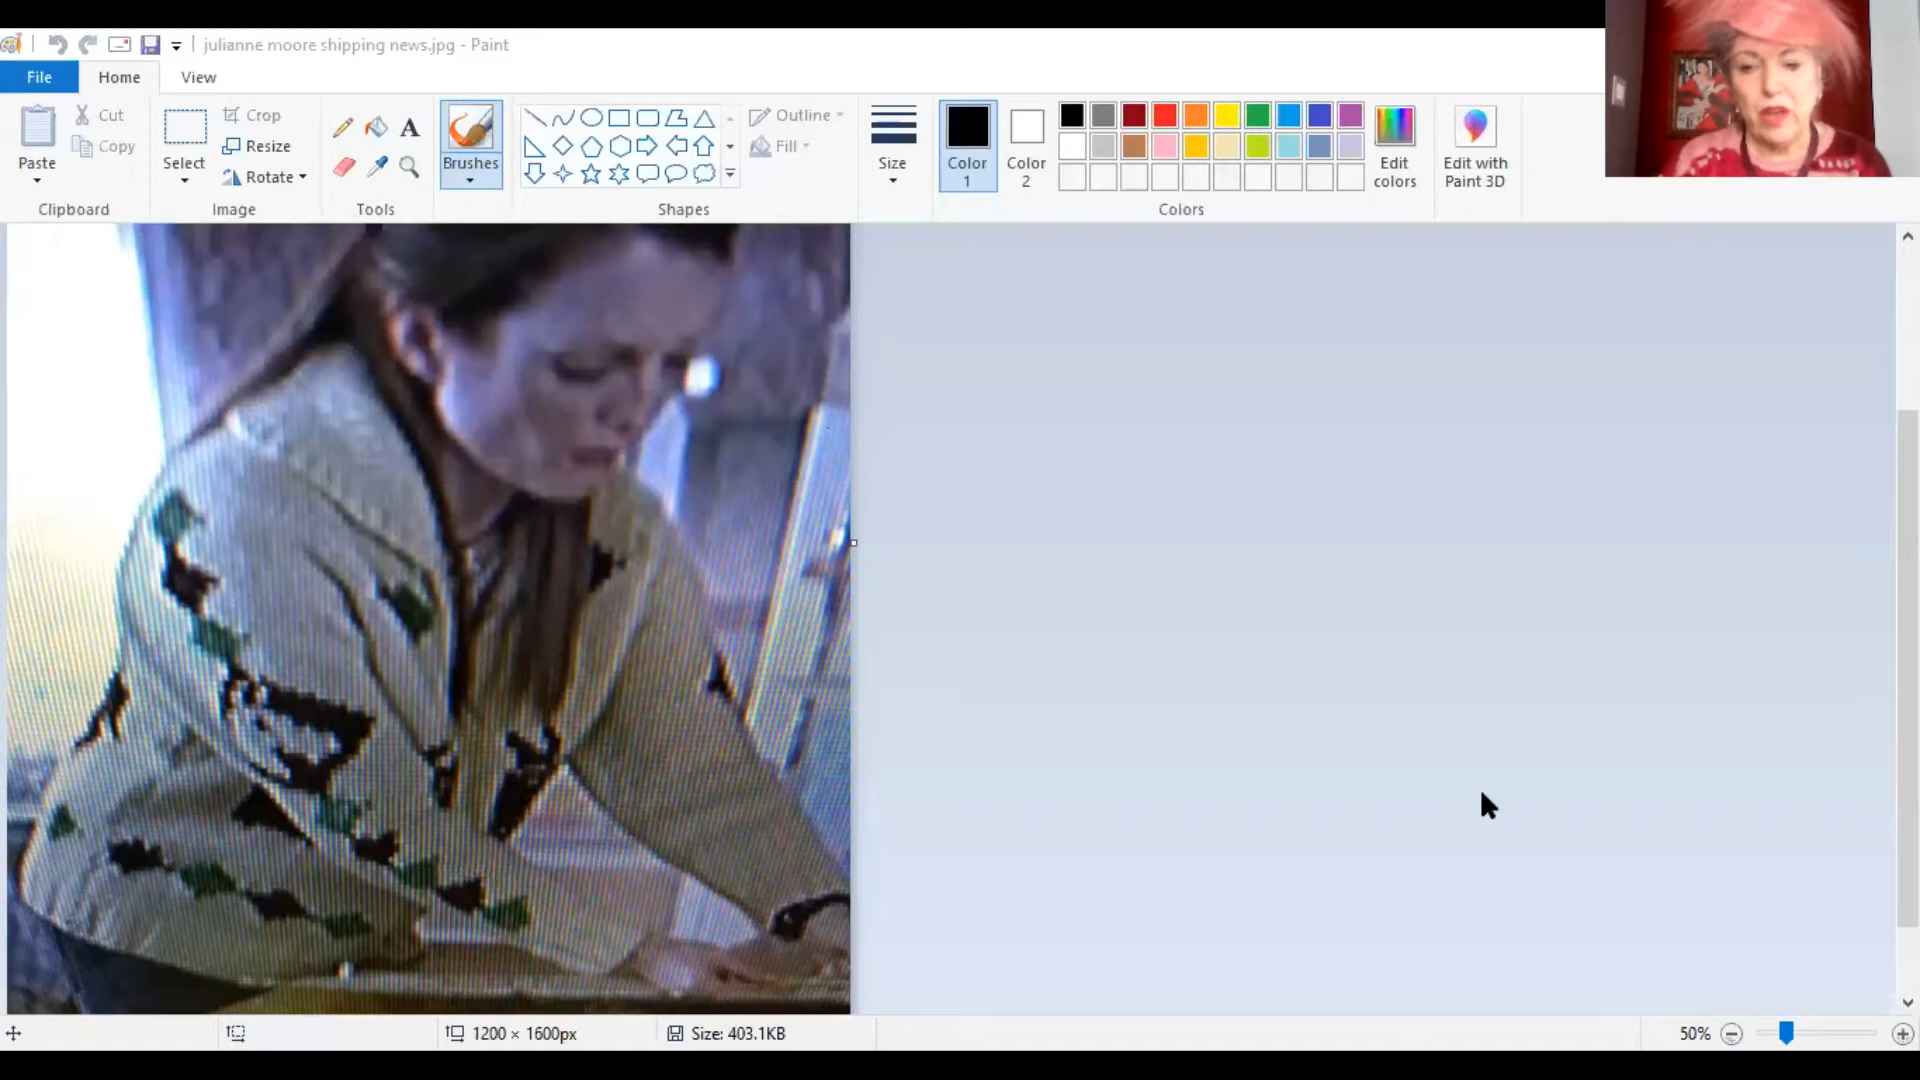 julianne moore shipping news.jpg - Paint
File Home View
Paste
Cut
Copy
Clipboard
Select
Crop
Resize
Rotate
Image
A
Tools
Brushes
Outline
Fill
Shapes
Size
Color 1
Color 2
Edit colors
Colors
Edit with Paint 3D
1200 × 1600px
Size: 403.1KB
50%